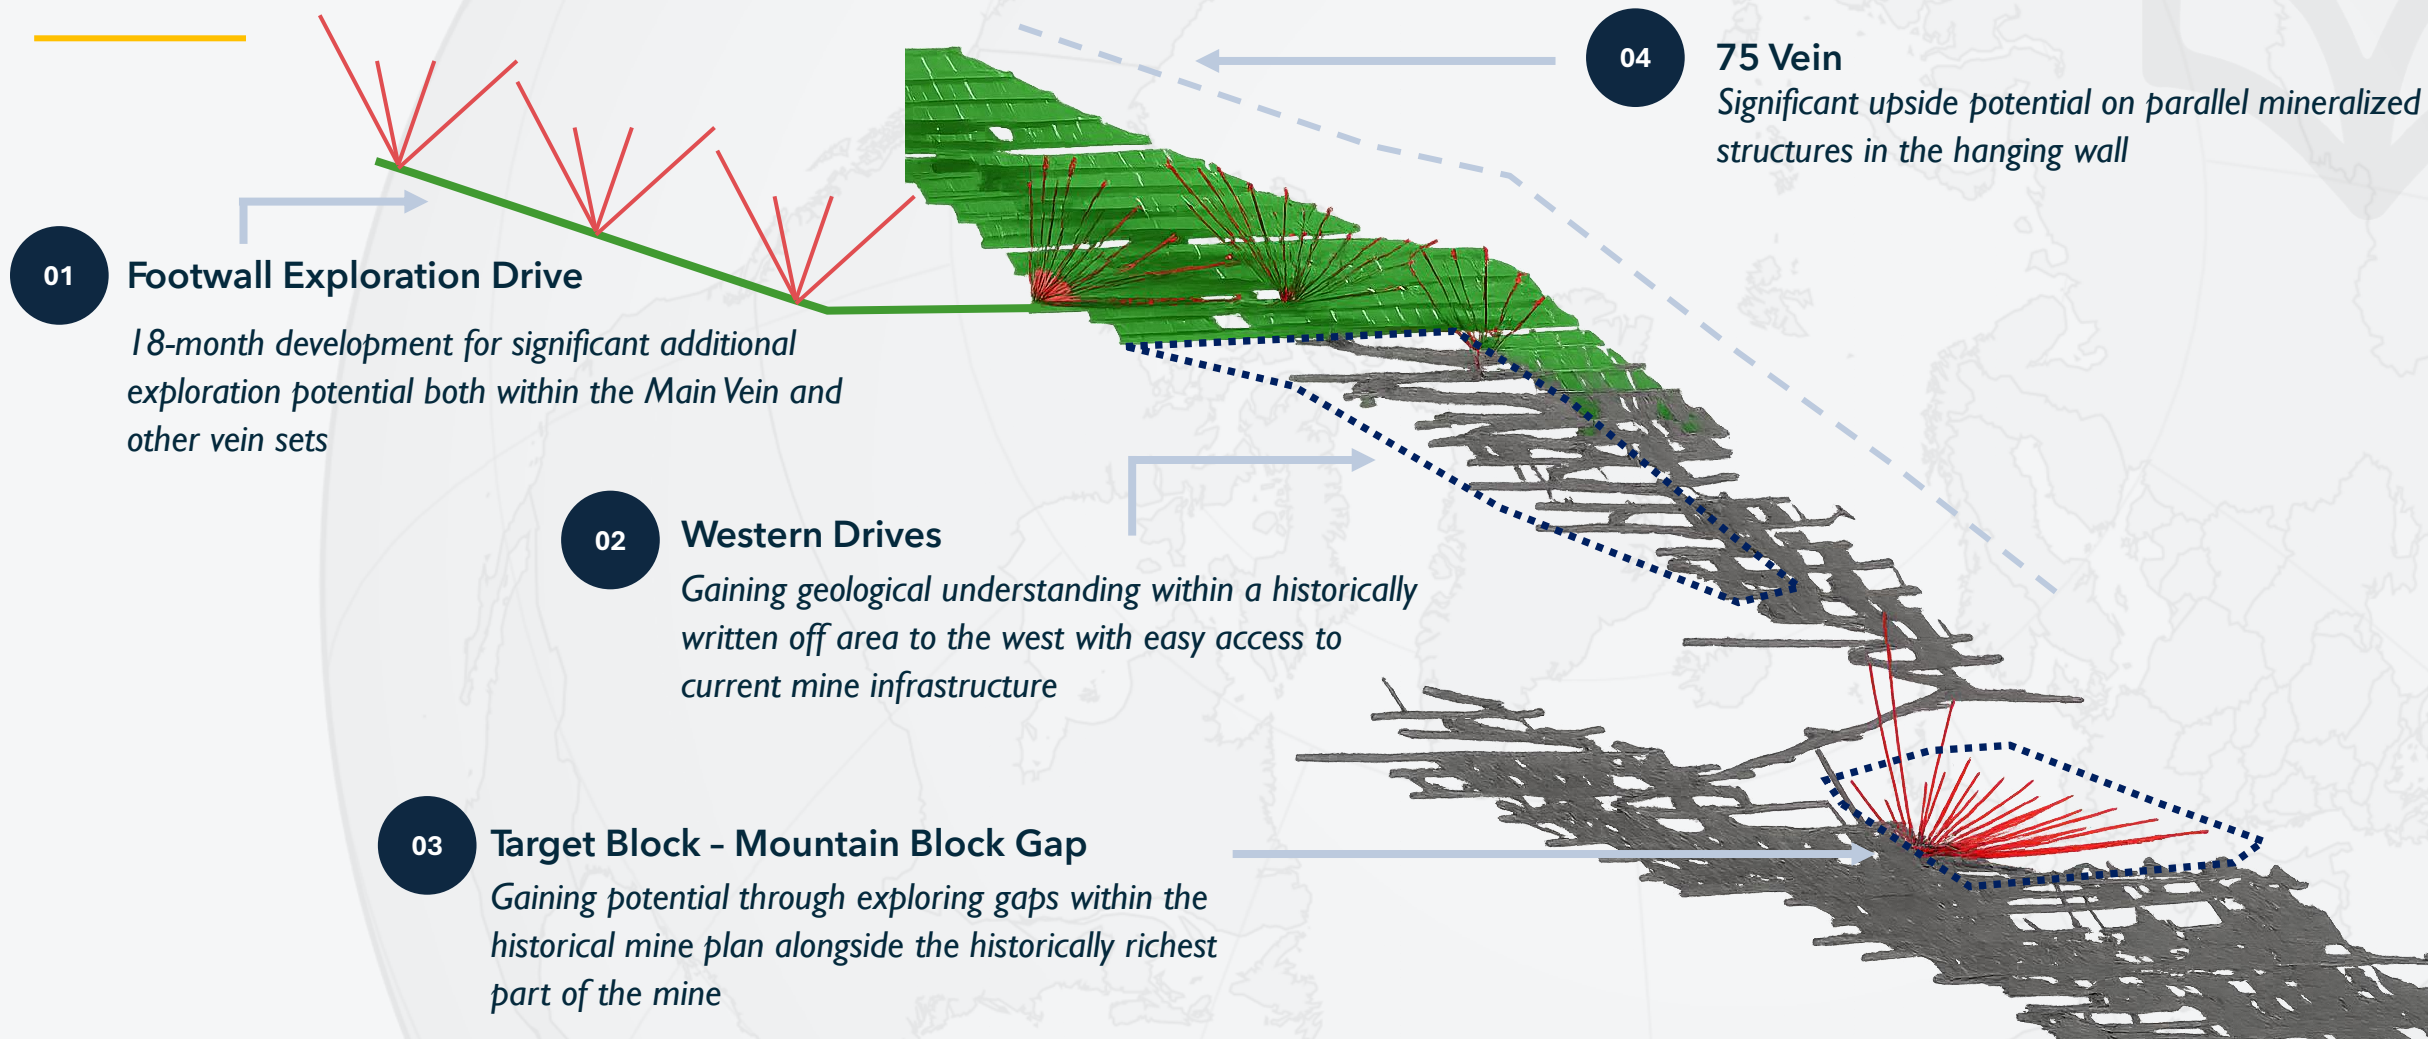 01
Footwall Exploration Drive
18-month development for significant additional
exploration potential both within the Main Vein and
other vein sets
02
Western Drives
Gaining geological understanding within a historically
written off area to the west with easy access to
current mine infrastructure
03
Target Block – Mountain Block Gap
Gaining potential through exploring gaps within the
historical mine plan alongside the historically richest
part of the mine
04
75 Vein
Significant upside potential on parallel mineralized
structures in the hanging wall